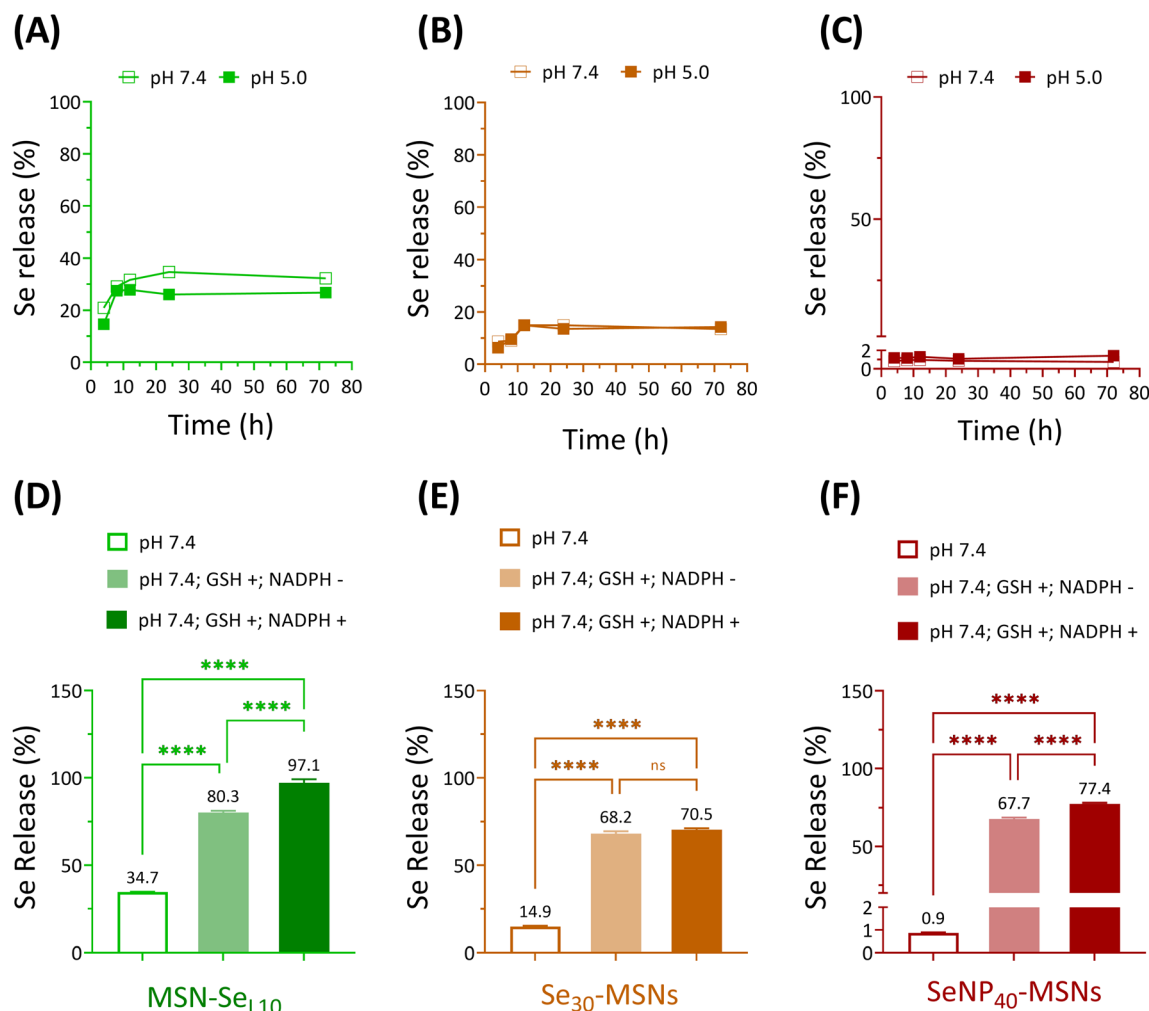 (A)
pH 7.4 pH 5.0
100
80
60
40
20
0
Se release (%)
0 10 20 30 40 50 60 70 80
Time (h)
(B)
pH 7.4 pH 5.0
100
80
60
40
20
0
Se release (%)
0 10 20 30 40 50 60 70 80
Time (h)
(C)
pH 7.4 pH 5.0
100
50
2
0
Se release (%)
0 10 20 30 40 50 60 70 80
Time (h)
(D)
pH 7.4
pH 7.4; GSH +; NADPH -
pH 7.4; GSH +; NADPH +
150
100
50
0
Se Release (%)
****
****
****
34.7
80.3
97.1
MSN-SeL10
(E)
pH 7.4
pH 7.4; GSH +; NADPH -
pH 7.4; GSH +; NADPH +
150
100
50
0
Se Release (%)
****
**** ns
14.9
68.2
70.5
Se30-MSNs
(F)
pH 7.4
pH 7.4; GSH +; NADPH -
pH 7.4; GSH +; NADPH +
150
100
50
2
1
0
Se Release (%)
****
**** ****
0.9
67.7
77.4
SeNP40-MSNs